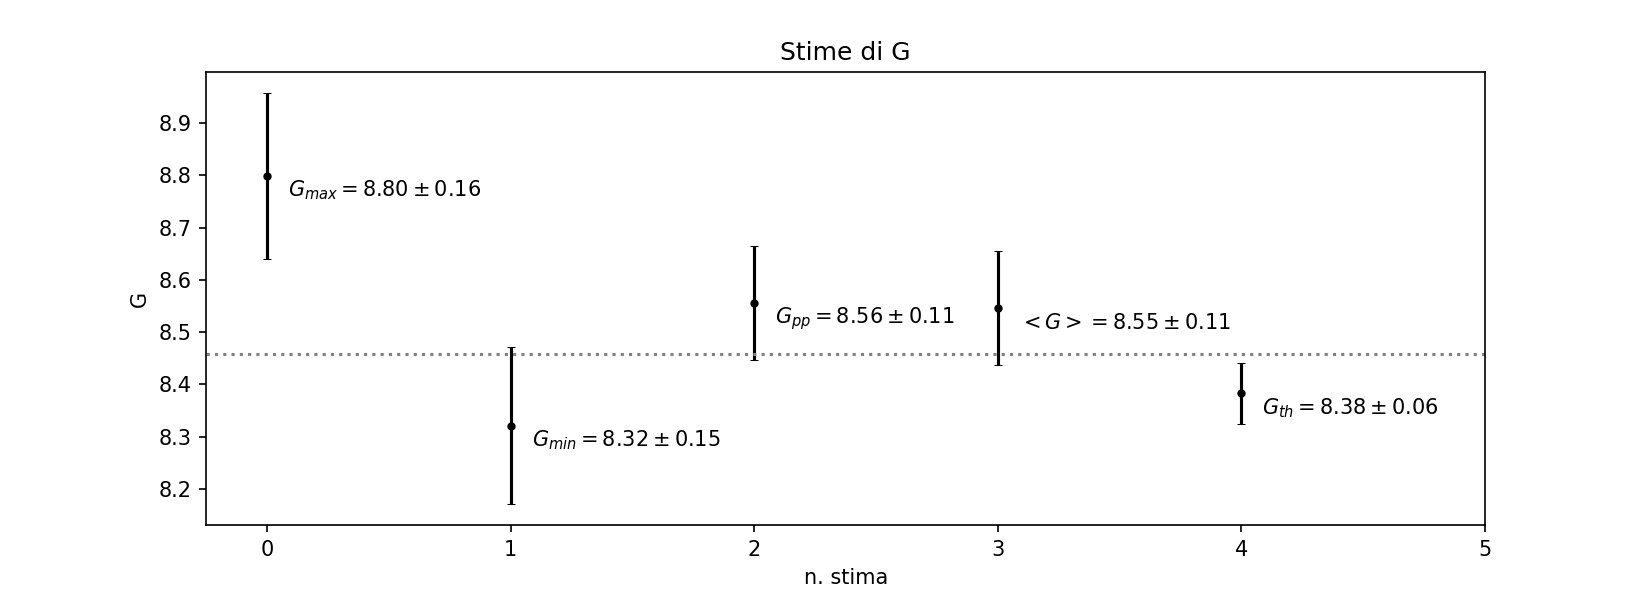 Stime di G
8.9
8.8
8.7
8.6
8.5
8.4
8.3
8.2
G
G_max = 8.80 ± 0.16
G_min = 8.32 ± 0.15
G_pp = 8.56 ± 0.11
< G > = 8.55 ± 0.11
G_th = 8.38 ± 0.06
0 1 2 3 4 5
n. stima